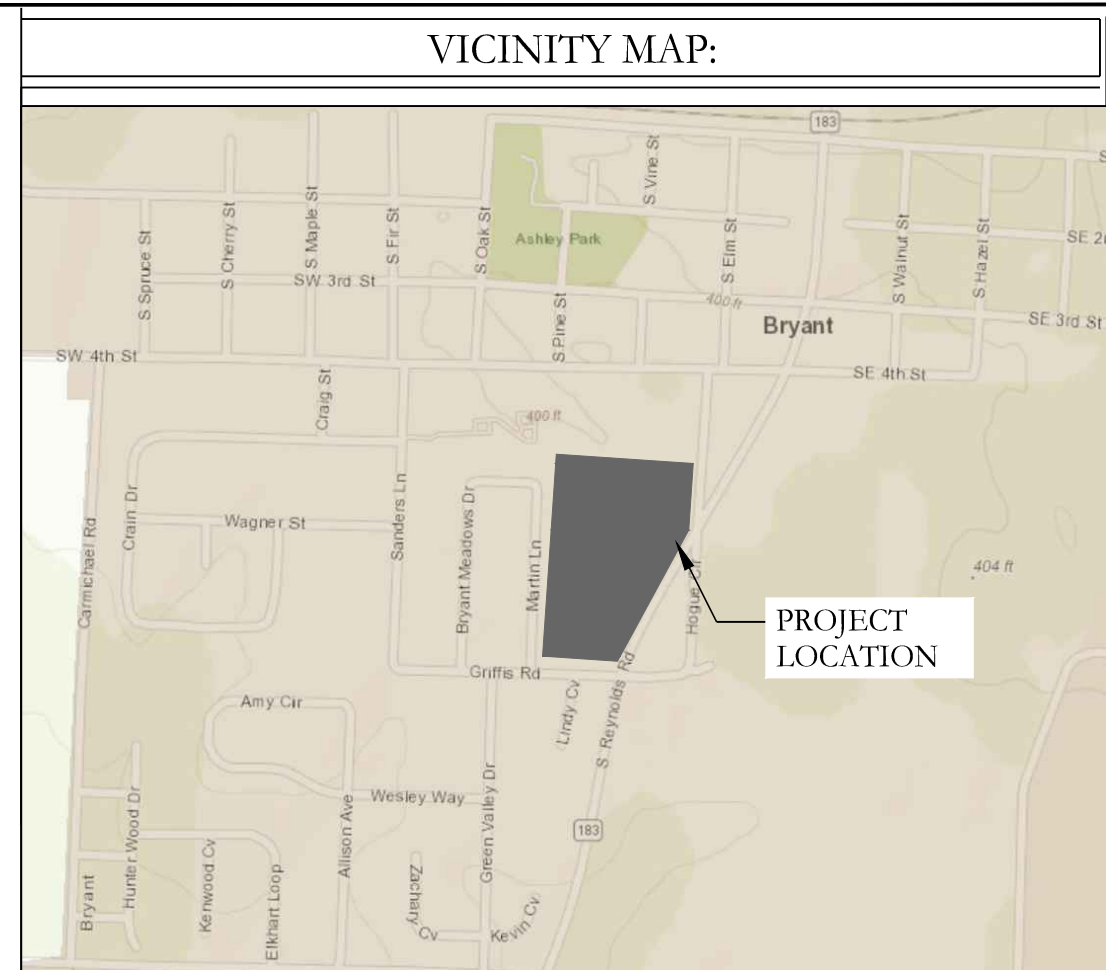 VICINITY MAP:
183
S
S Vine St
S Spruce St
S Cherry St
S Maple St
S Fir St
S Oak St
Ashley Park
S Elm St
S Walnut St
S Hazel St
SE 2
SW 3rd St
400 ft
S Pine St
Bryant
SE 3rd St
SW 4th St
SE 4th St
Craig St
400 ft
Crain Dr
Wagner St
Sanders Ln
Bryant Meadows Dr
Martin Ln
Carmichael Rd
Hogue Cir
404 ft
PROJECT
LOCATION
Griffis Rd
Amy Cir
Lindy Cv
S Reynolds Rd
Wesley Way
Green Valley Dr
Allison Ave
Hunter Wood Dr
183
Bryant
Kenwood Cv
Elkhart Loop
Zachary Cv
Kevin Cv